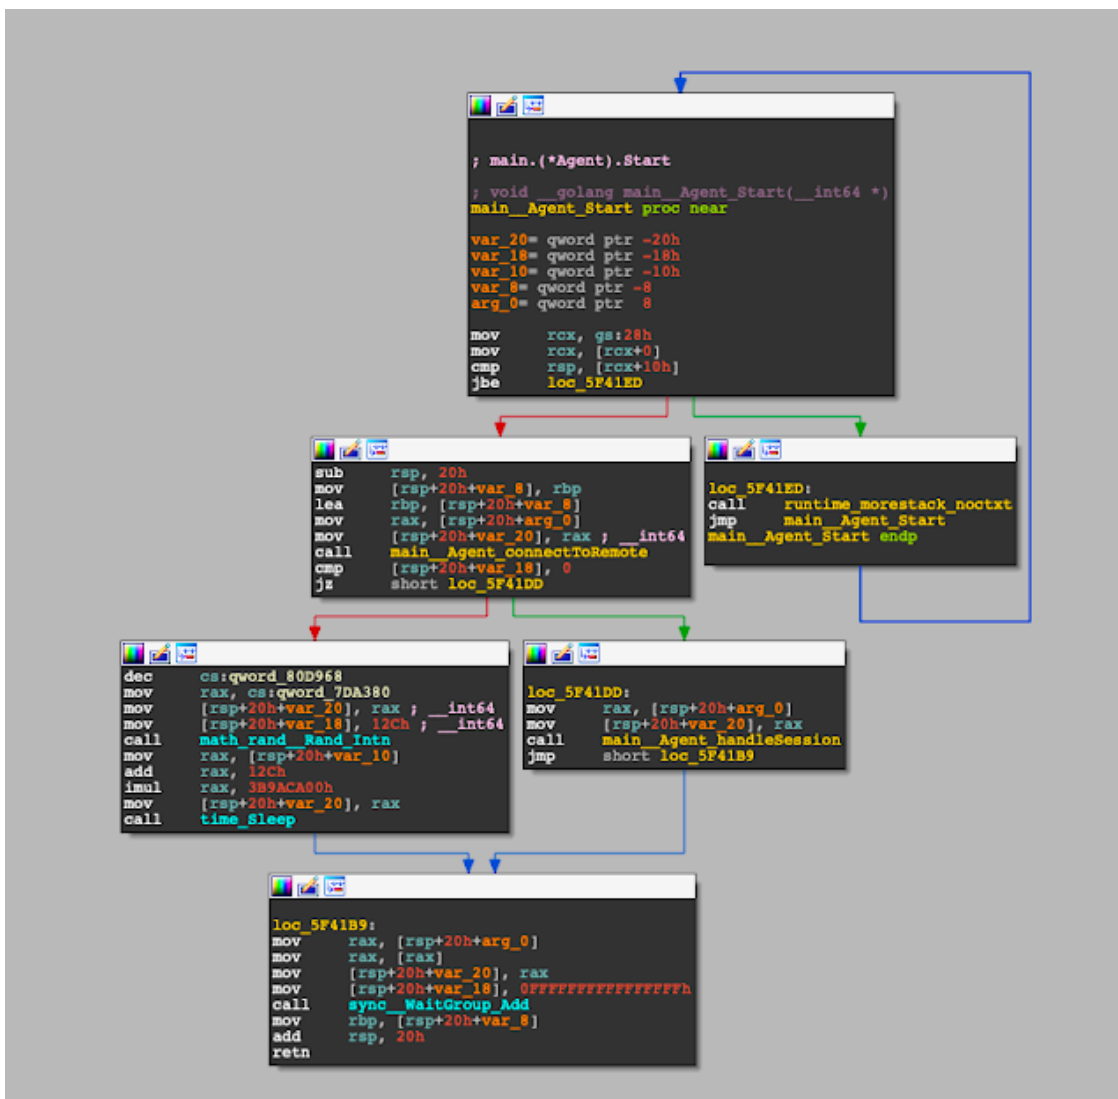 ; main.(*Agent).Start
; void __golang main__Agent_Start(__int64 *)
main__Agent_Start proc near
var_20= qword ptr -20h
var_18= qword ptr -18h
var_10= qword ptr -10h
var_8= qword ptr -8
arg_0= qword ptr  8
mov     rcx, gs:28h
mov     rcx, [rcx+0]
cmp     rsp, [rcx+10h]
jbe     loc_5F41ED
sub     rsp, 20h
mov     [rsp+20h+var_8], rbp
lea     rbp, [rsp+20h+var_8]
mov     rax, [rsp+20h+arg_0]
mov     [rsp+20h+var_20], rax ; __int64
call    main__Agent_connectToRemote
cmp     [rsp+20h+var_18], 0
jz      short loc_5F41DD
loc_5F41ED:
call    runtime_morestack_noctxt
jmp     main__Agent_Start
main__Agent_Start endp
dec     cs:qword_80D968
mov     rax, cs:qword_7DA380
mov     [rsp+20h+var_20], rax ; __int64
mov     [rsp+20h+var_18], 12Ch ; __int64
call    math_rand__Rand_Intn
mov     rax, [rsp+20h+var_10]
add     rax, 12Ch
imul    rax, 3B9ACA00h
mov     [rsp+20h+var_20], rax
call    time_Sleep
loc_5F41DD:
mov     rax, [rsp+20h+arg_0]
mov     [rsp+20h+var_20], rax
call    main__Agent_handleSession
jmp     short loc_5F41B9
loc_5F41B9:
mov     rax, [rsp+20h+arg_0]
mov     rax, [rax]
mov     [rsp+20h+var_20], rax
mov     [rsp+20h+var_18], 0FFFFFFFFFFFFFFFFh
call    sync__WaitGroup_Add
mov     rbp, [rsp+20h+var_8]
add     rsp, 20h
retn